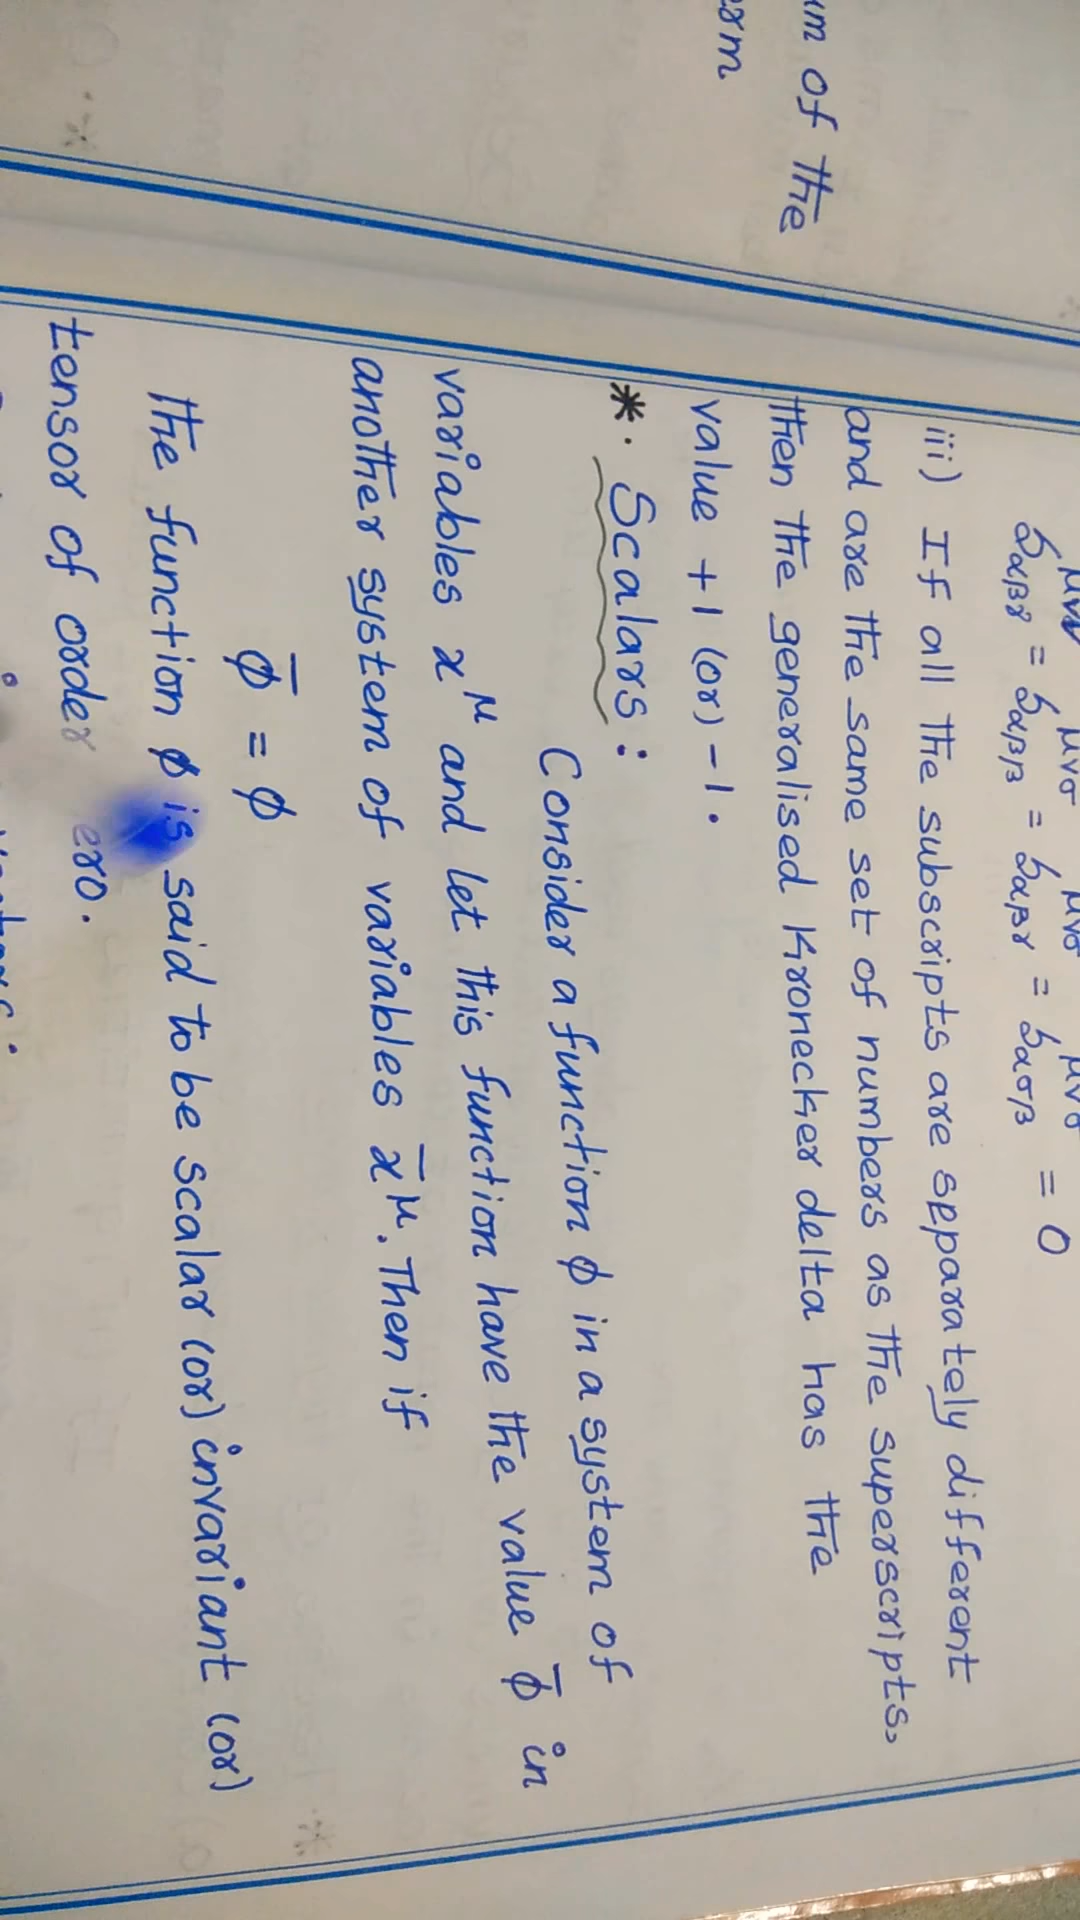 um of the
δ^{μνσ}_{αβγ} = δ^{μνσ}_{αββ} = δ^{μνσ}_{αβγ} = δ^{μνσ}_{ασβ} = 0
iii) If all the subscripts are spparately different
and are the same set of numbers as the superscripts,
then the generalised Kronecker delta has the
value +1 (or) -1.
*. Scalars:
Consider a function ϕ in a system of
variables x^μ and let this function have the value ϕ̅ in
another system of variables x̅^μ. Then if
ϕ̅ = ϕ
The function ϕ is said to be scalar (or) invariant (or)
tensor of order ero.